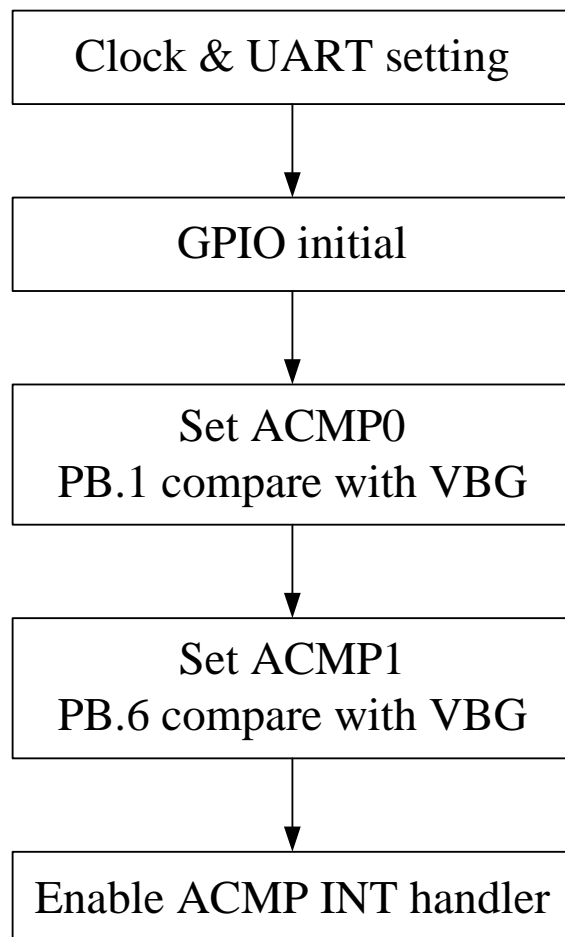 Clock & UART setting
GPIO initial
Set ACMP0
PB.1 compare with VBG
Set ACMP1
PB.6 compare with VBG
Enable ACMP INT handler